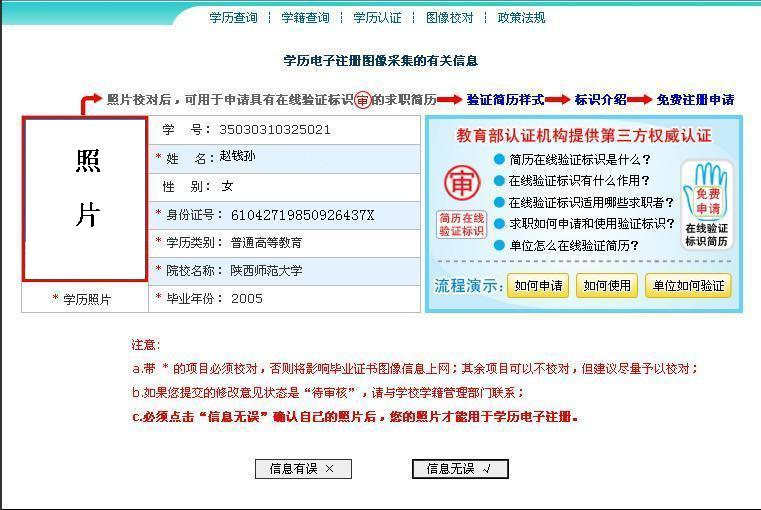 学历查询 ┆ 学籍查询 ┆ 学历认证 ┆ 图像校对 ┆ 政策法规
学历电子注册图像采集的有关信息
照片校对后，可用于申请具有在线验证标识审的求职简历 验证简历样式 标识介绍 免费注册申请
照
片
* 学历照片
学 号： 35030310325021
* 姓 名：赵钱孙
性 别： 女
* 身份证号： 61042719850926437X
* 学历类别： 普通高等教育
* 院校名称： 陕西师范大学
* 毕业年份： 2005
教育部认证机构提供第三方权威认证
审
简历在线
验证标识
简历在线验证标识是什么？
在线验证标识有什么作用？
在线验证标识适用哪些求职者？
求职如何申请和使用验证标识？
单位怎么在线验证简历？
免费
申请
在线验证
标识简历
流程演示： 如何申请 如何使用 单位如何验证
注意：
a.带 * 的项目必须校对，否则将影响毕业证书图像信息上网；其余项目可以不校对，但建议尽量予以校对；
b.如果您提交的修改意见状态是“待审核”，请与学校学籍管理部门联系；
c.必须点击“信息无误”确认自己的照片后，您的照片才能用于学历电子注册。
信息有误 × 信息无误 √